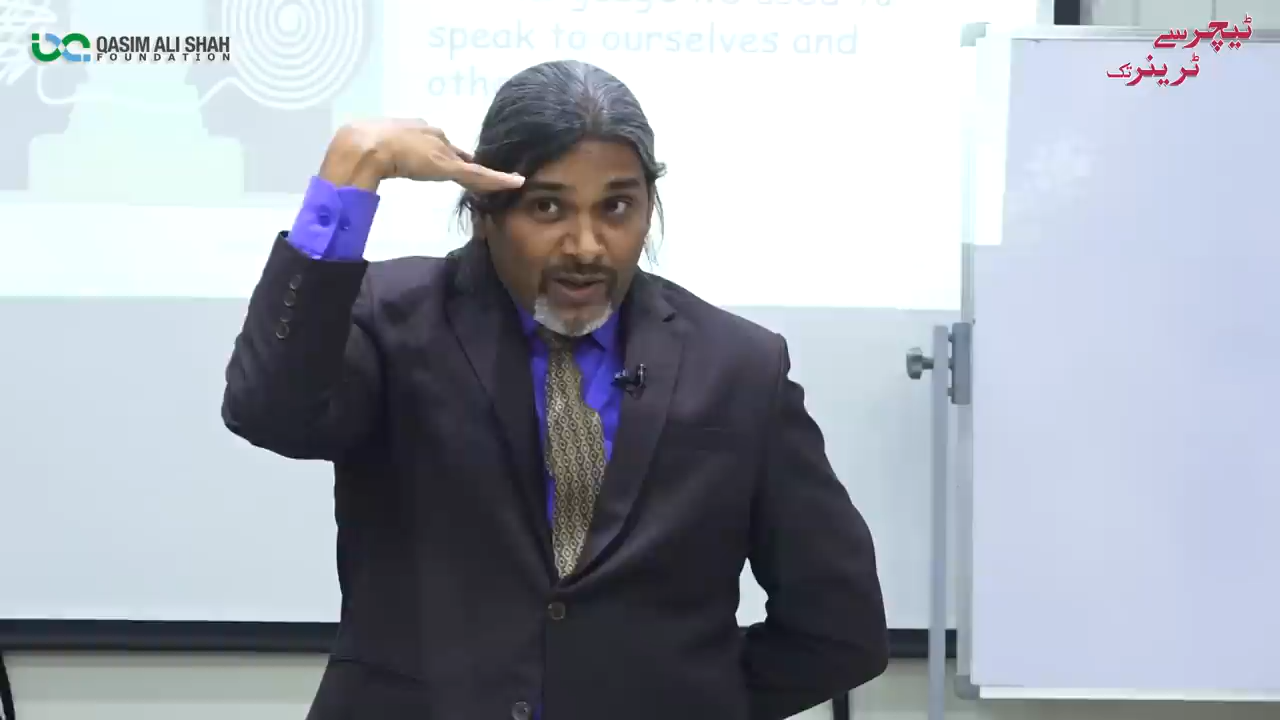 QASIM ALI SHAH
FOUNDATION
speak to ourselves and
ٹیچر سے
ٹرینر تک